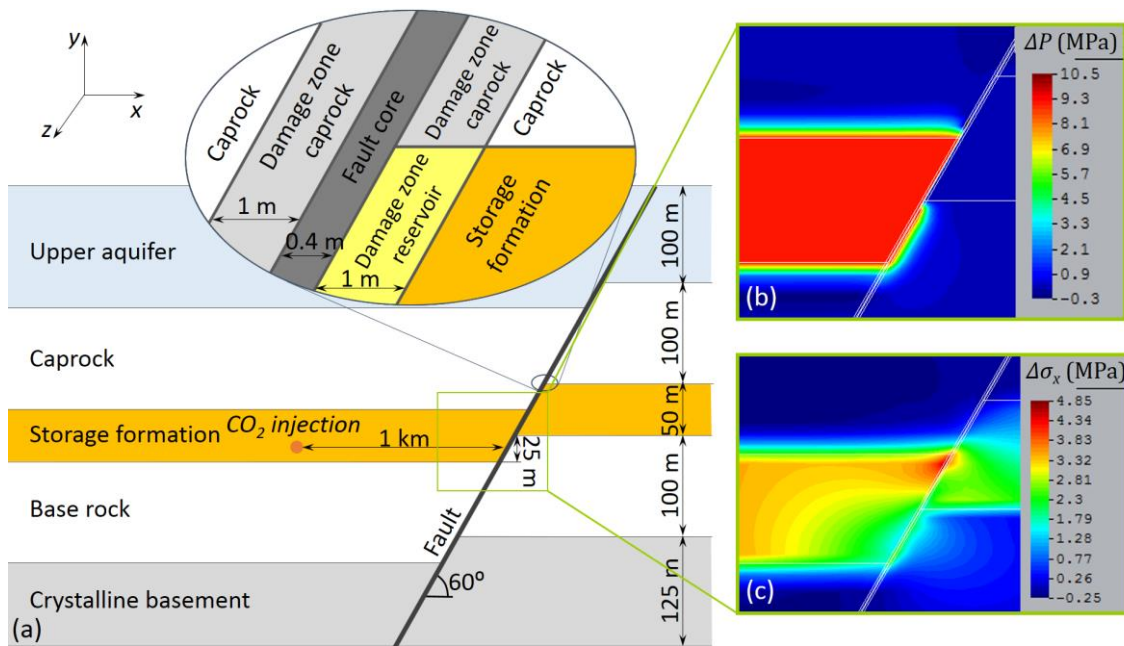 y
x
z
Caprock
Damage zone
caprock
Fault core
Damage zone
caprock
Caprock
Damage zone
reservoir
Storage
formation
1 m
0.4 m
1 m
Upper aquifer
Caprock
Storage formation
CO₂ injection
1 km
25 m
Base rock
Fault
60º
Crystalline basement
(a)
100 m
100 m
50 m
100 m
125 m
ΔP (MPa)
10.5
9.3
8.1
6.9
5.7
4.5
3.3
2.1
0.9
-0.3
(b)
Δσₓ (MPa)
4.85
4.34
3.83
3.32
2.81
2.30
1.79
1.28
0.77
0.26
-0.25
(c)